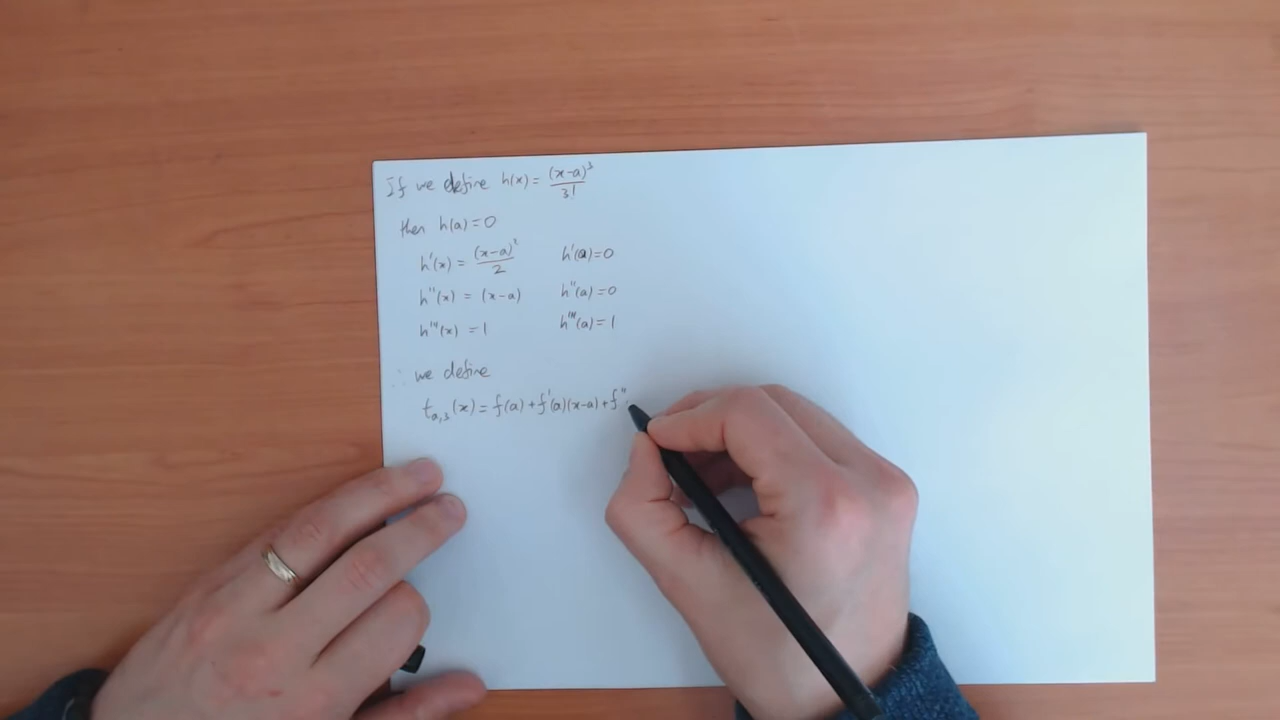 If we define h(x) = (x-a)³/3!
then h(a) = 0
h'(x) = (x-a)²/2 h'(a) = 0
h''(x) = (x-a) h''(a) = 0
h'''(x) = 1 h'''(a) = 1
∴ we define
t_{a,3}(x) = f(a) + f'(a)(x-a) + f''